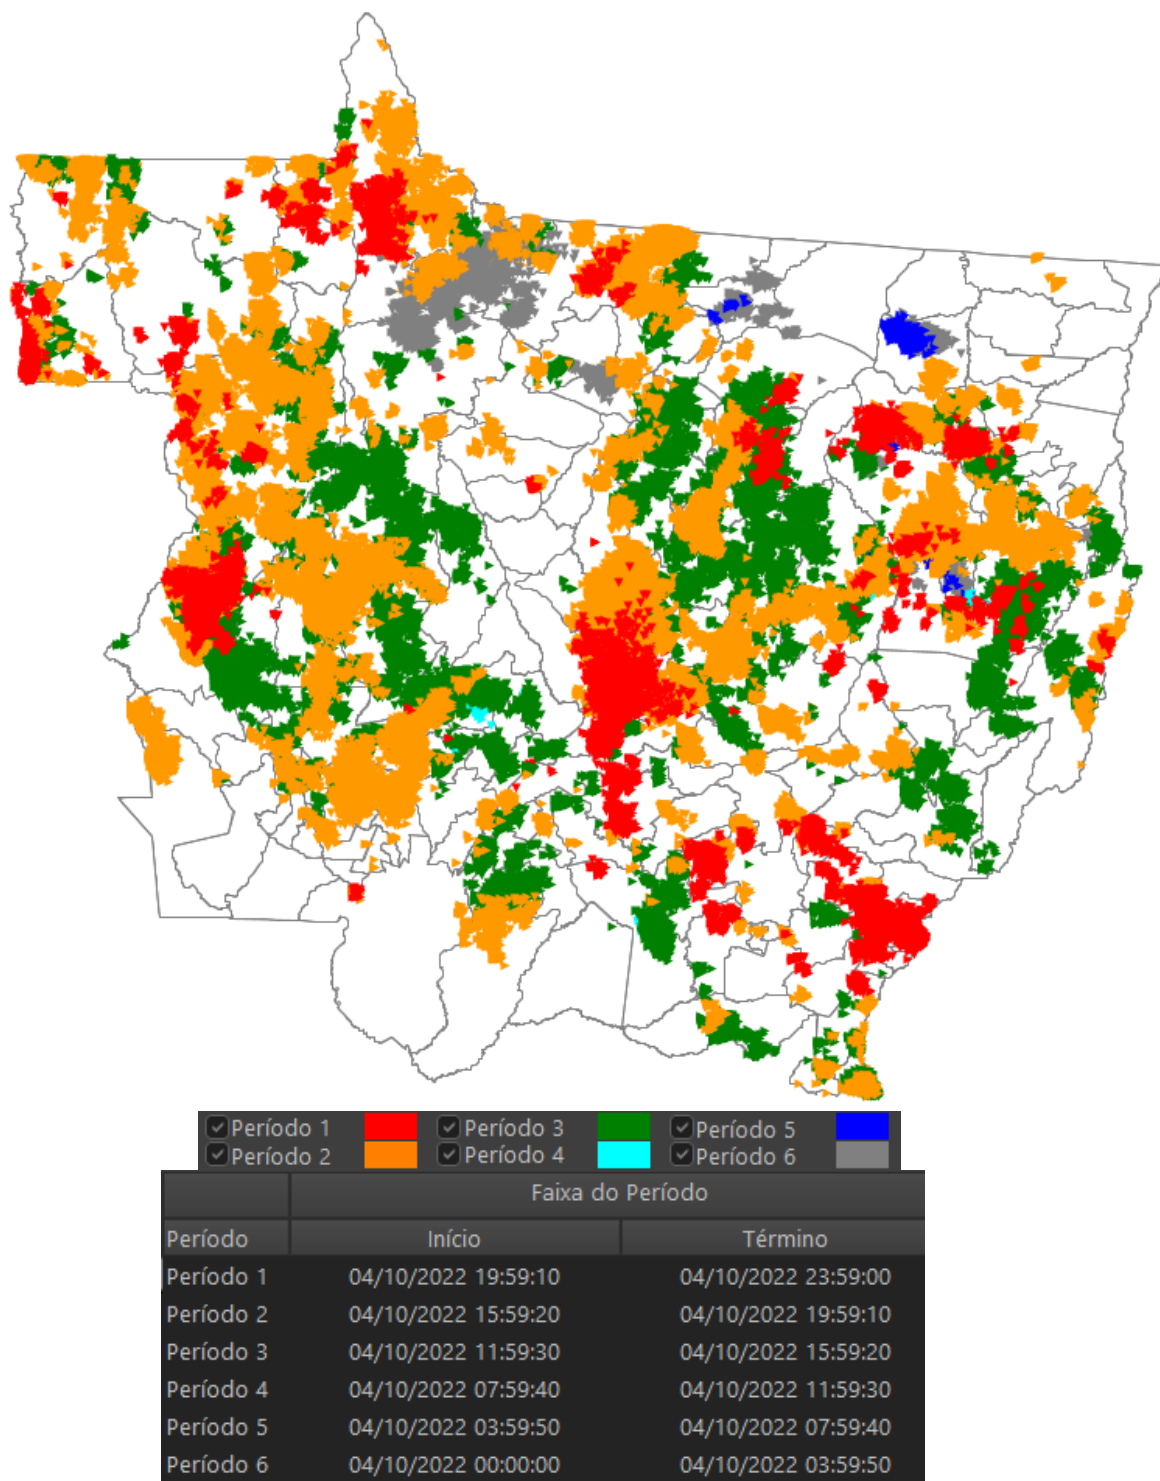 Período 1 Período 3 Período 5
Período 2 Período 4 Período 6
Faixa do Período
Período Início Término
Período 1 04/10/2022 19:59:10 04/10/2022 23:59:00
Período 2 04/10/2022 15:59:20 04/10/2022 19:59:10
Período 3 04/10/2022 11:59:30 04/10/2022 15:59:20
Período 4 04/10/2022 07:59:40 04/10/2022 11:59:30
Período 5 04/10/2022 03:59:50 04/10/2022 07:59:40
Período 6 04/10/2022 00:00:00 04/10/2022 03:59:50